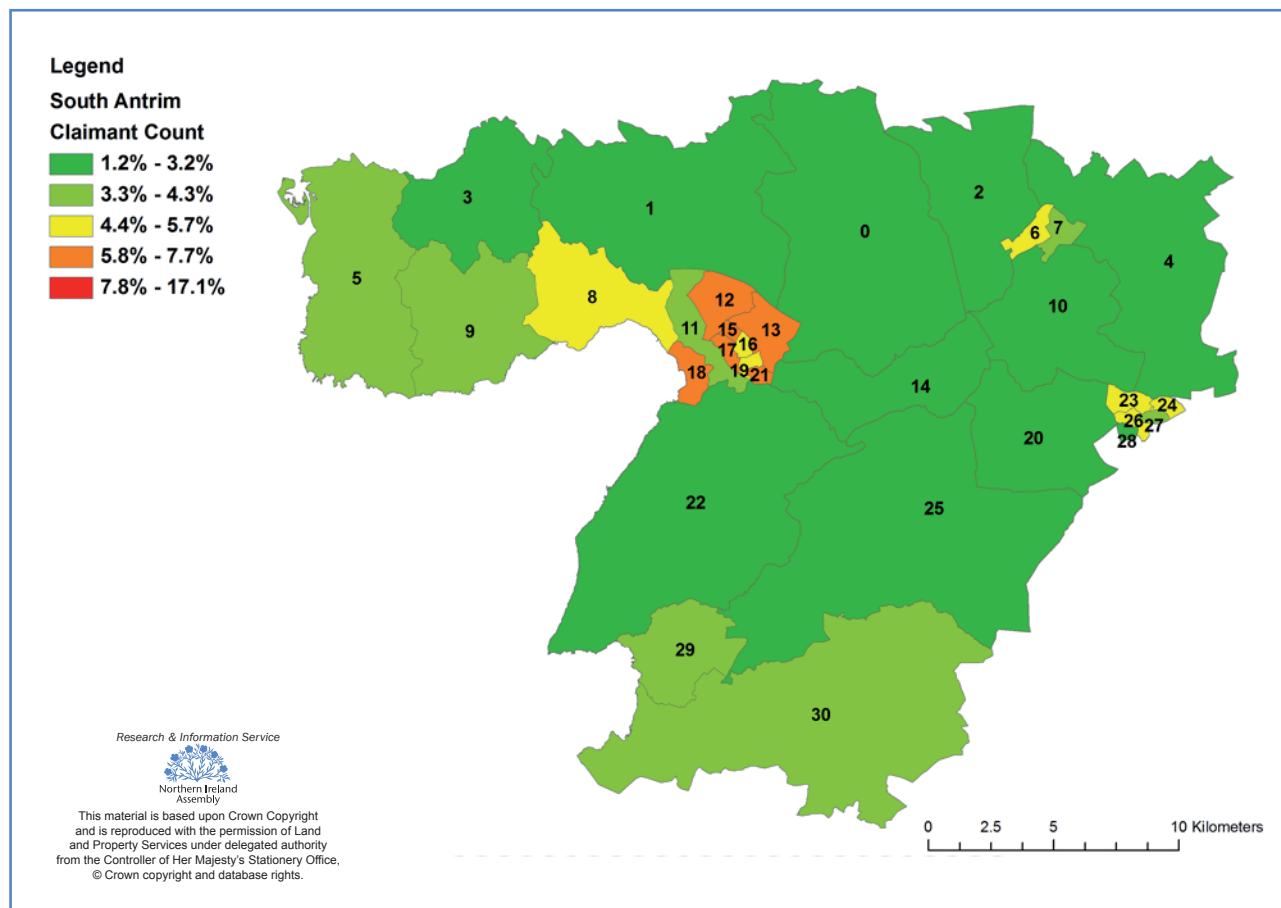 Legend
South Antrim
Claimant Count
1.2% - 3.2%
3.3% - 4.3%
4.4% - 5.7%
5.8% - 7.7%
7.8% - 17.1%
0
1
2
3
4
5
6
7
8
9
10
11
12
13
14
15
16
17
18
19
20
21
22
23
24
25
26
27
28
29
30
Research & Information Service
Northern Ireland
Assembly
This material is based upon Crown Copyright
and is reproduced with the permission of Land
and Property Services under delegated authority
from the Controller of Her Majesty's Stationery Office,
© Crown copyright and database rights.
0 2.5 5 10 Kilometers